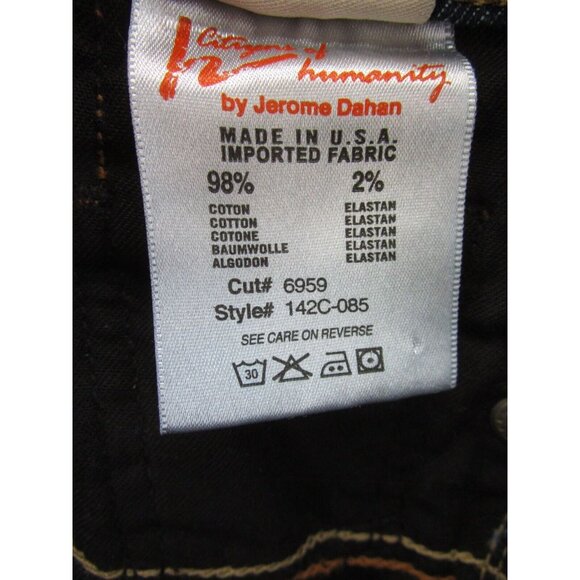 Citizens of
humanity
by Jerome Dahan
MADE IN U.S.A.
IMPORTED FABRIC
98% 2%
COTON ELASTAN
COTTON ELASTAN
COTONE ELASTAN
BAUMWOLLE ELASTAN
ALGODON ELASTAN
Cut# 6959
Style# 142C-085
SEE CARE ON REVERSE
30